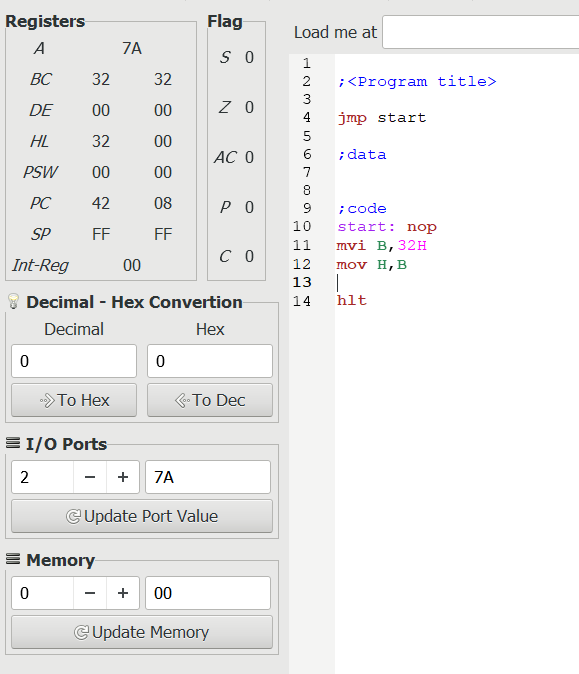 Registers
A 7A
BC 32 32
DE 00 00
HL 32 00
PSW 00 00
PC 42 08
SP FF FF
Int-Reg 00
Flag
S 0
Z 0
AC 0
P 0
C 0
Decimal - Hex Convertion
Decimal Hex
0 0
To Hex To Dec
I/O Ports
2 − + 7A
Update Port Value
Memory
0 − + 00
Update Memory
Load me at
1
2 ;<Program title>
3
4 jmp start
5
6 ;data
7
8
9 ;code
10 start: nop
11 mvi B,32H
12 mov H,B
13
14 hlt